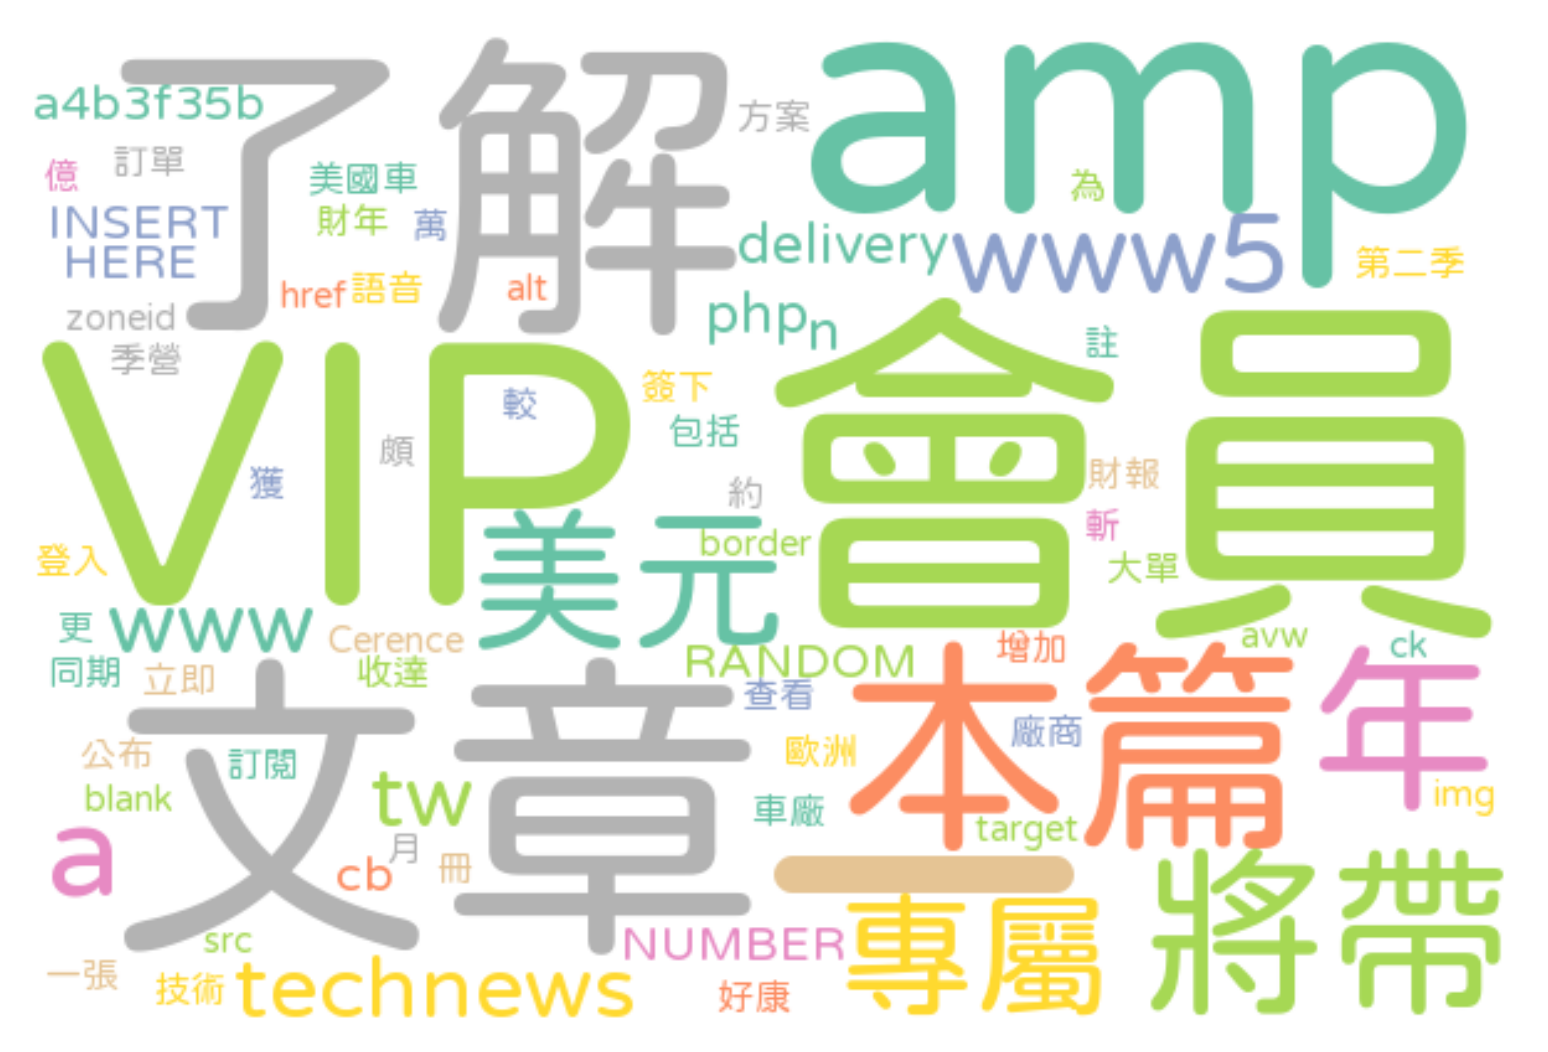 了解
amp
a4b3f35b
方案
億
訂單
美國車
為
INSERT HERE
財年
萬
delivery
www5
第二季
href
語音
alt
zoneid
php
n
季營
VIP
會員
註
較
簽下
包括
頗
獲
約
財報
斬
美元
border
登入
大單
更
www
Cerence
RANDOM
增加
avw
ck
同期
立即
收達
查看
本篇
年
文章
廠商
公布
訂閱
歐洲
blank
tw
車廠
target
img
a
月
cb
冊
一
將帶
src
NUMBER
專屬
一張
技術
technews
好康